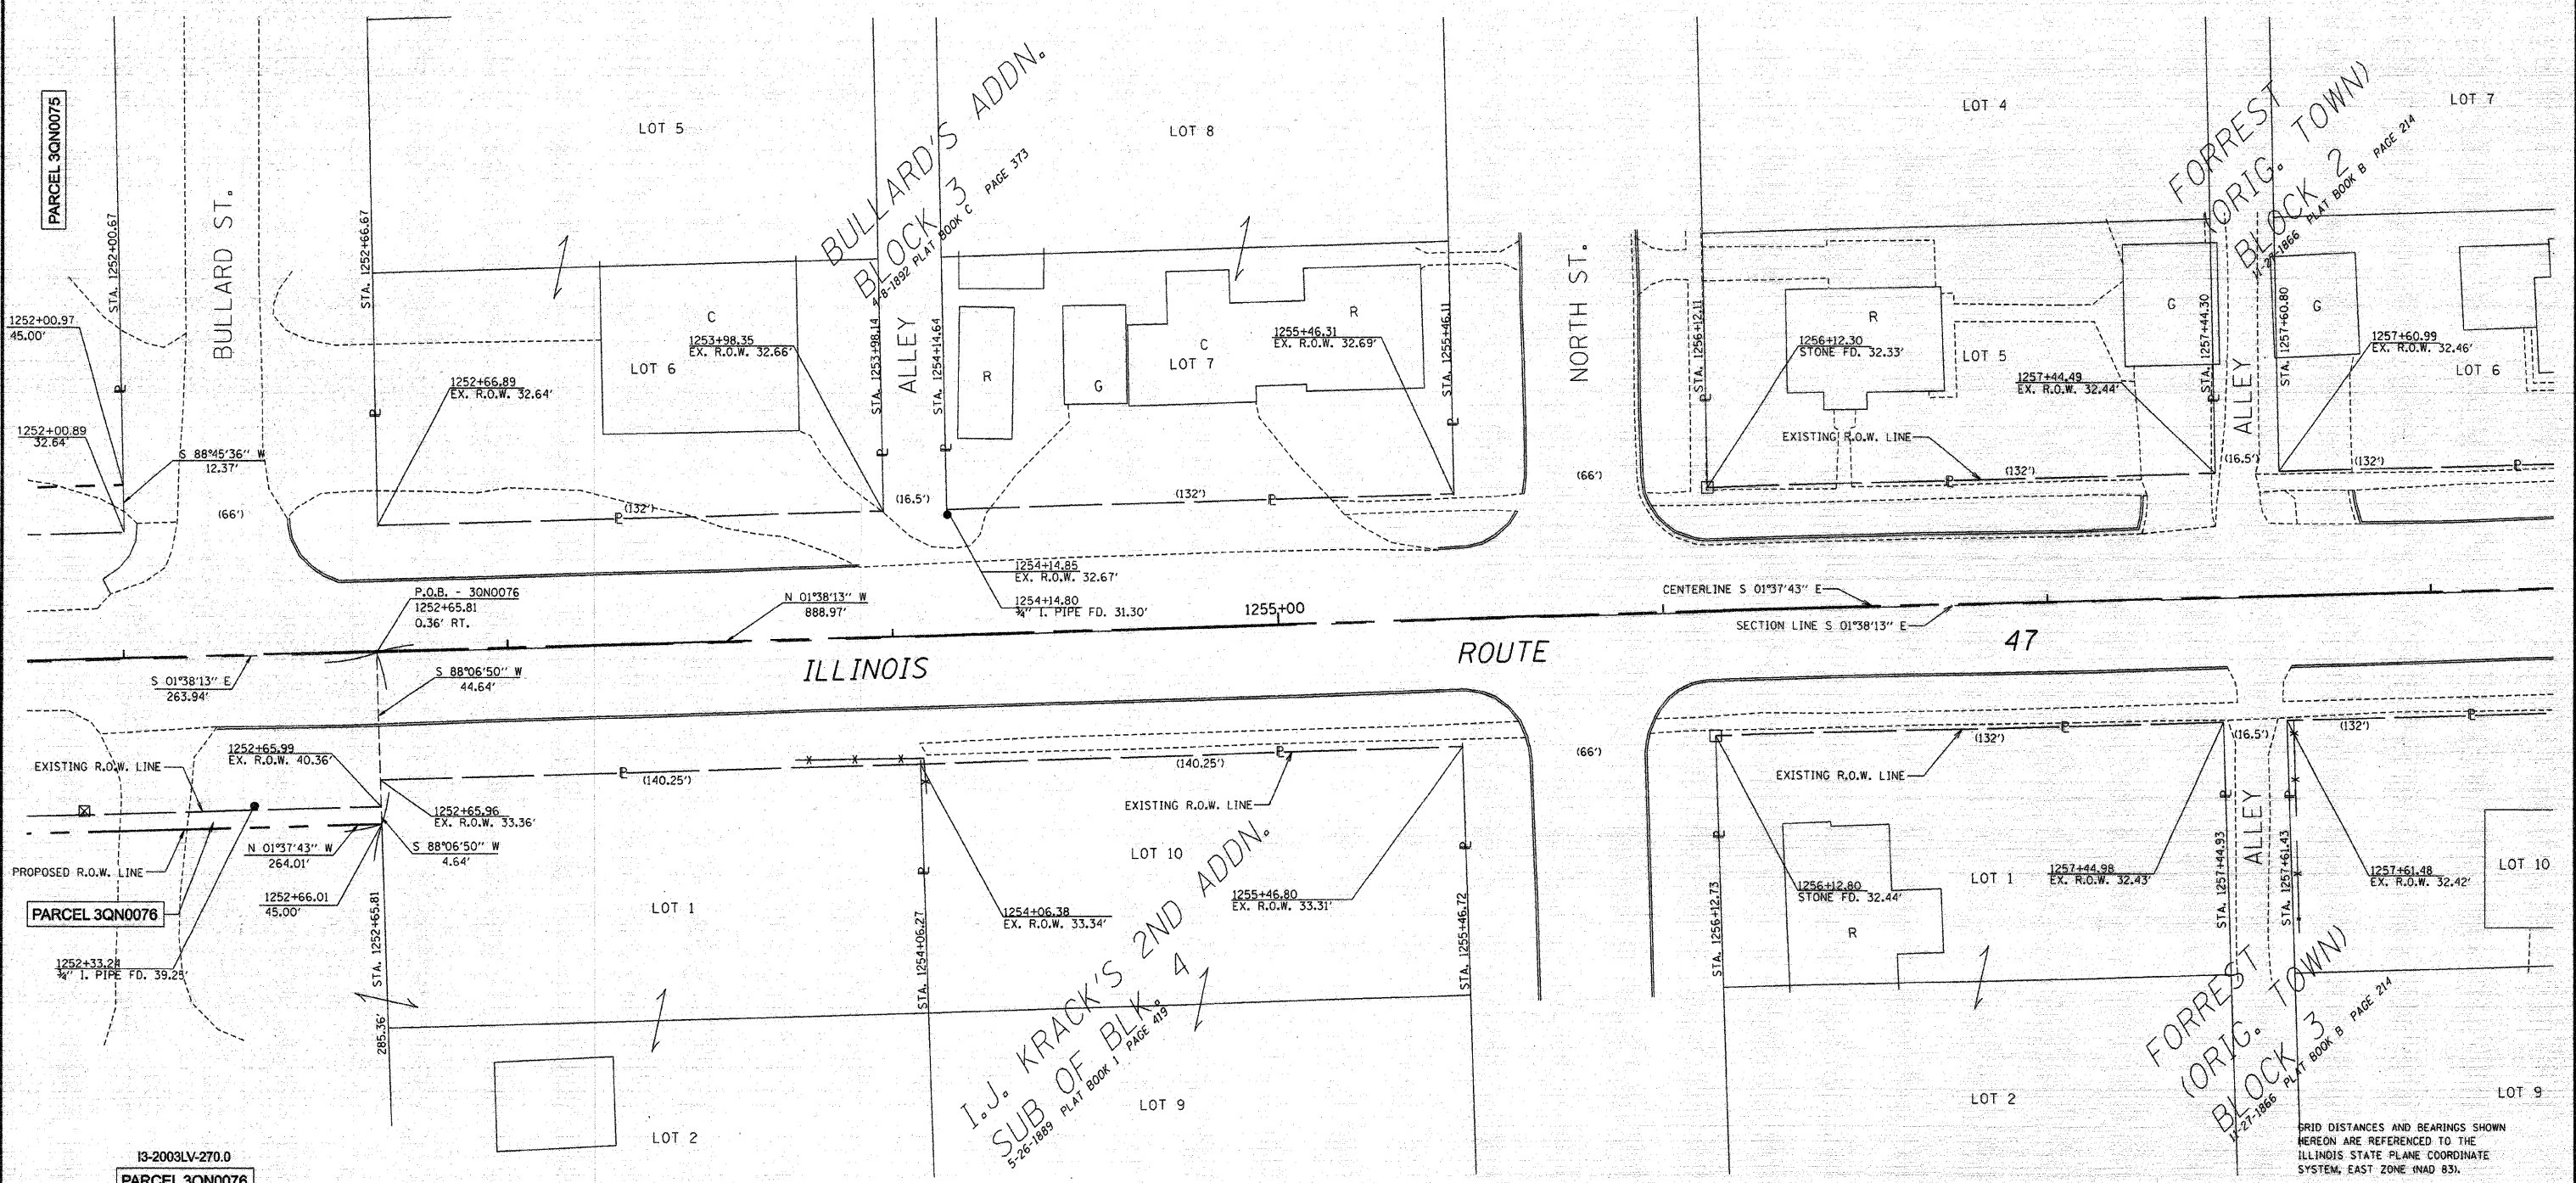 PARCEL 3QN0075
STA. 1252+00.67
BULLARD ST.
STA. 1252+66.67
LOT 5
BULLARD'S ADDN.
BLOCK 3
4-8-1892 PLAT BOOK C PAGE 373
LOT 8
LOT 4
FORREST
(ORIG. TOWN)
BLOCK 2
PLAT BOOK B PAGE 214
LOT 7
1252+00.97
45.00'
1252+00.89
32.64'
S 88°45'36" W
12.37'
(66')
1252+66.89
EX. R.O.W. 32.64'
C
LOT 6
1253+98.35
EX. R.O.W. 32.66'
(132')
STA. 1253+98.14
ALLEY
STA. 1254+14.64
(16.5')
R
G
C
LOT 7
R
1255+46.31
EX. R.O.W. 32.69'
STA. 1255+46.11
(132')
NORTH ST.
(66')
STA. 1256+12.11
1256+12.30
STONE FD. 32.33'
R
LOT 5
EXISTING R.O.W. LINE
(132')
1257+44.49
EX. R.O.W. 32.44'
G
STA. 1257+44.30
ALLEY
(16.5')
STA. 1257+60.80
G
1257+60.99
EX. R.O.W. 32.46'
LOT 6
(132')
P.O.B. - 3QN0076
1252+65.81
0.36' RT.
N 01°38'13" W
888.97'
1254+14.85
EX. R.O.W. 32.67'
1254+14.80
¾" I. PIPE FD. 31.30'
1255+00
CENTERLINE S 01°37'43" E
SECTION LINE S 01°38'13" E
ILLINOIS ROUTE 47
S 01°38'13" E
263.94'
S 88°06'50" W
44.64'
1252+65.99
EX. R.O.W. 40.36'
EXISTING R.O.W. LINE
1252+65.96
EX. R.O.W. 33.36'
(140.25')
N 01°37'43" W
264.01'
S 88°06'50" W
4.64'
PROPOSED R.O.W. LINE
1252+66.01
45.00'
PARCEL 3QN0076
1252+33.24
¾" I. PIPE FD. 39.25'
STA. 1252+65.81
285.36'
LOT 1
LOT 2
STA. 1254+06.27
1254+06.38
EX. R.O.W. 33.34'
(140.25')
EXISTING R.O.W. LINE
LOT 10
1255+46.80
EX. R.O.W. 33.31'
STA. 1255+46.72
I.J. KRACK'S 2ND ADDN.
SUB OF BLK. 4
5-26-1889 PLAT BOOK 1 PAGE 419
LOT 9
(66')
STA. 1256+12.73
1256+12.80
STONE FD. 32.44'
R
EXISTING R.O.W. LINE
(132')
LOT 1
1257+44.98
EX. R.O.W. 32.43'
STA. 1257+44.93
ALLEY
(16.5')
STA. 1257+61.43
(132')
1257+61.48
EX. R.O.W. 32.42'
LOT 10
LOT 2
FORREST
(ORIG. TOWN)
BLOCK 3
11-27-1866 PLAT BOOK B PAGE 214
LOT 9
I3-2003LV-270.0
PARCEL 3QN0076
GRID DISTANCES AND BEARINGS SHOWN
HEREON ARE REFERENCED TO THE
ILLINOIS STATE PLANE COORDINATE
SYSTEM, EAST ZONE (NAD 83).